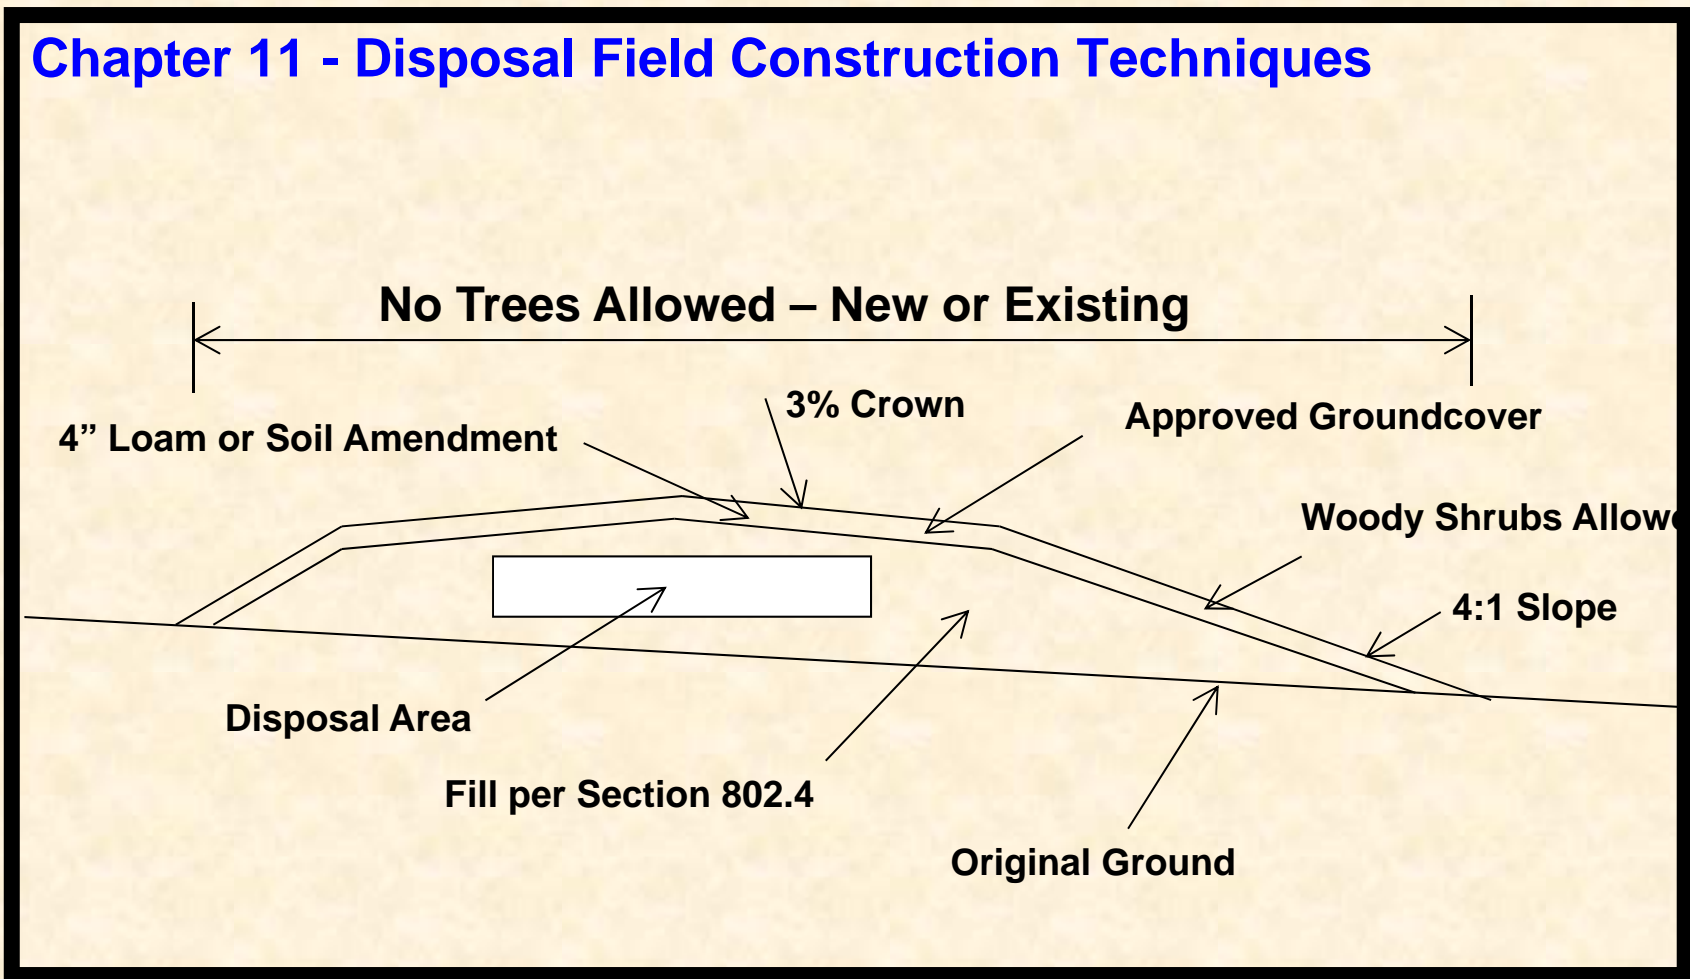 Chapter 11 - Disposal Field Construction Techniques
No Trees Allowed – New or Existing
3% Crown
Approved Groundcover
4” Loam or Soil Amendment
Woody Shrubs Allowe
4:1 Slope
Disposal Area
Fill per Section 802.4
Original Ground